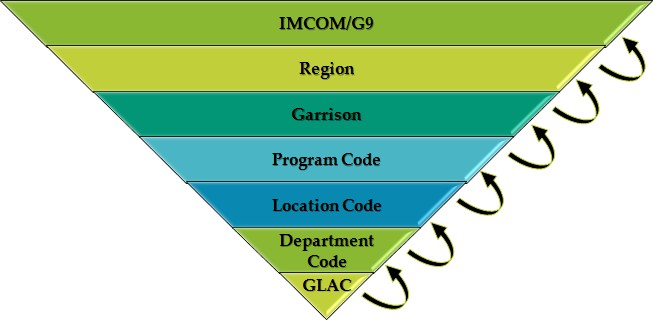 IMCOM/G9
Region
Garrison
Program Code
Location Code
Department
Code
GLAC